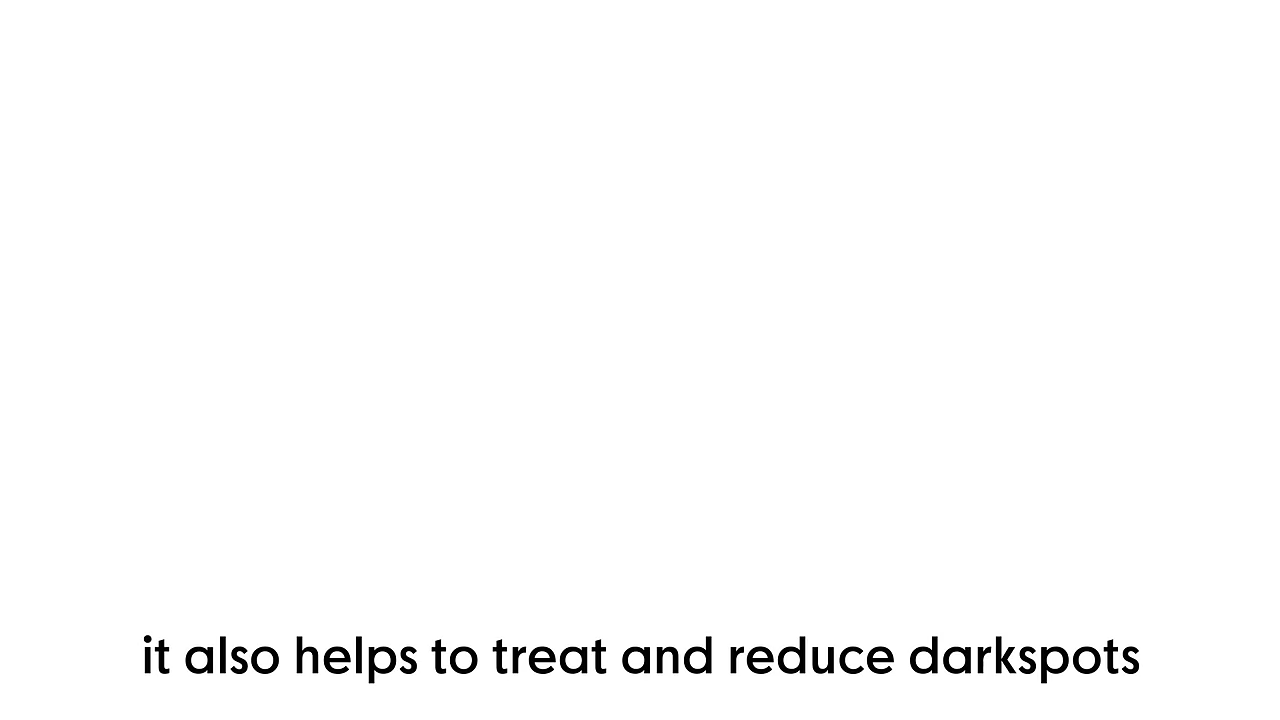 it also helps to treat and reduce darkspots